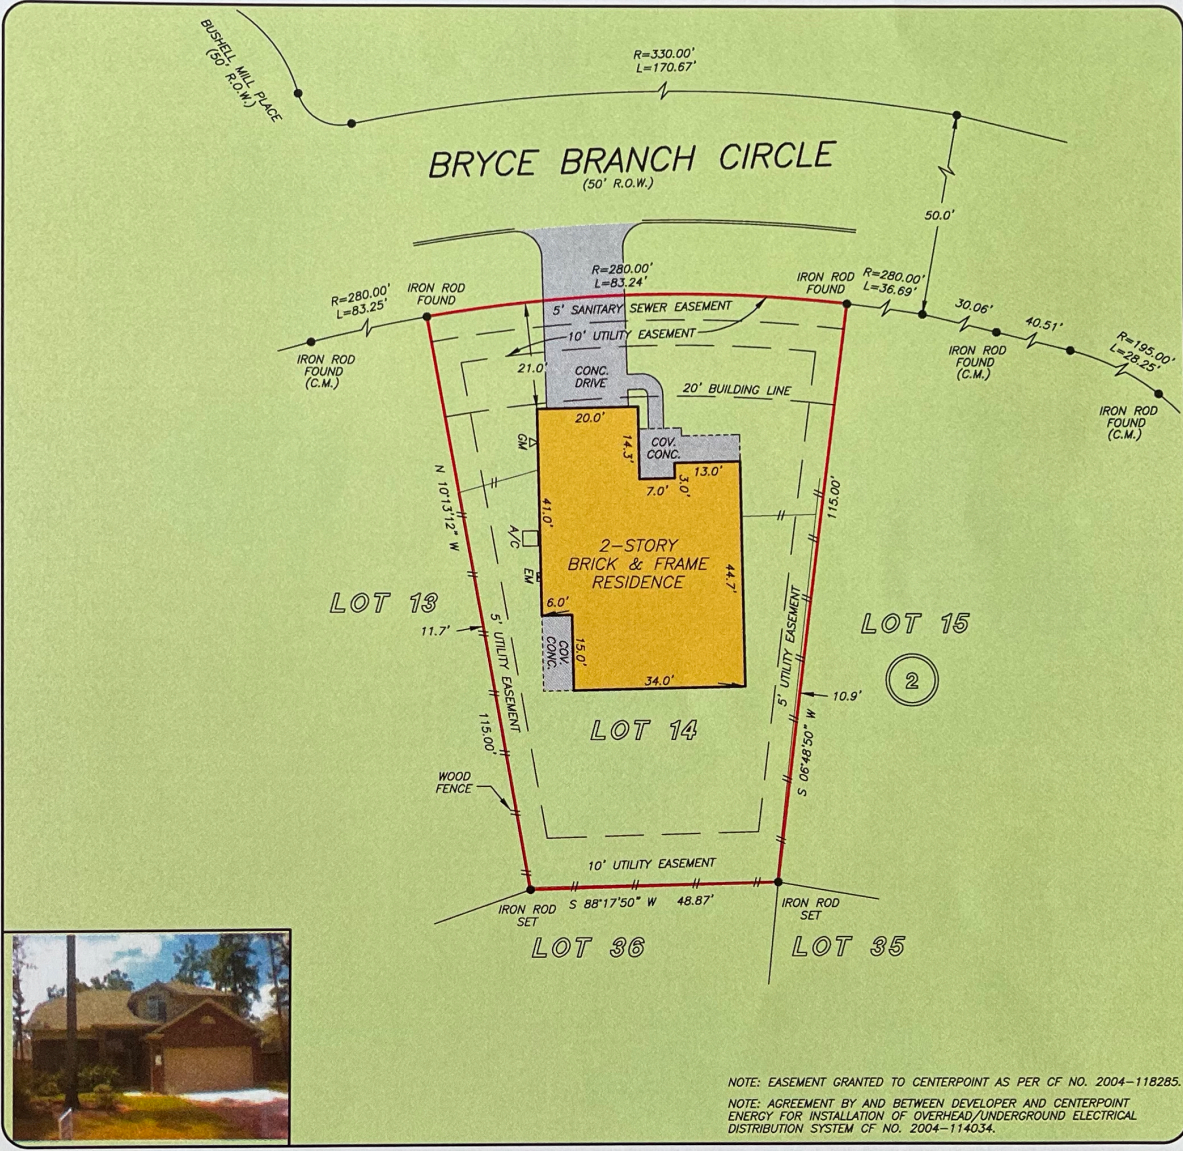 BUSHELL MILL PLACE
(50' R.O.W.)
R=330.00'
L=170.67'
BRYCE BRANCH CIRCLE
(50' R.O.W.)
50.0'
R=280.00'
L=83.25'
IRON ROD
FOUND
(C.M.)
IRON ROD
FOUND
R=280.00'
L=83.24'
IRON ROD
FOUND
R=280.00'
L=36.69'
30.06'
IRON ROD
FOUND
(C.M.)
40.51'
R=195.00'
L=28.25'
IRON ROD
FOUND
(C.M.)
5' SANITARY SEWER EASEMENT
10' UTILITY EASEMENT
21.0'
CONC.
DRIVE
20' BUILDING LINE
20.0'
GM
14.3'
COV.
CONC.
13.0'
7.0'
3.0'
N 10°13'12" W
115.00'
41.0'
A/C
EM
2-STORY
BRICK & FRAME
RESIDENCE
44.7'
115.00'
6.0'
COV.
CONC.
15.0'
34.0'
LOT 13
11.7'
5' UTILITY EASEMENT
5' UTILITY EASEMENT
LOT 15
2
10.9'
S 06°48'50" W
LOT 14
WOOD
FENCE
10' UTILITY EASEMENT
IRON ROD
SET
S 88°17'50" W 48.87'
IRON ROD
SET
LOT 36
LOT 35
NOTE: EASEMENT GRANTED TO CENTERPOINT AS PER CF NO. 2004-118285.
NOTE: AGREEMENT BY AND BETWEEN DEVELOPER AND CENTERPOINT
ENERGY FOR INSTALLATION OF OVERHEAD/UNDERGROUND ELECTRICAL
DISTRIBUTION SYSTEM CF NO. 2004-114034.